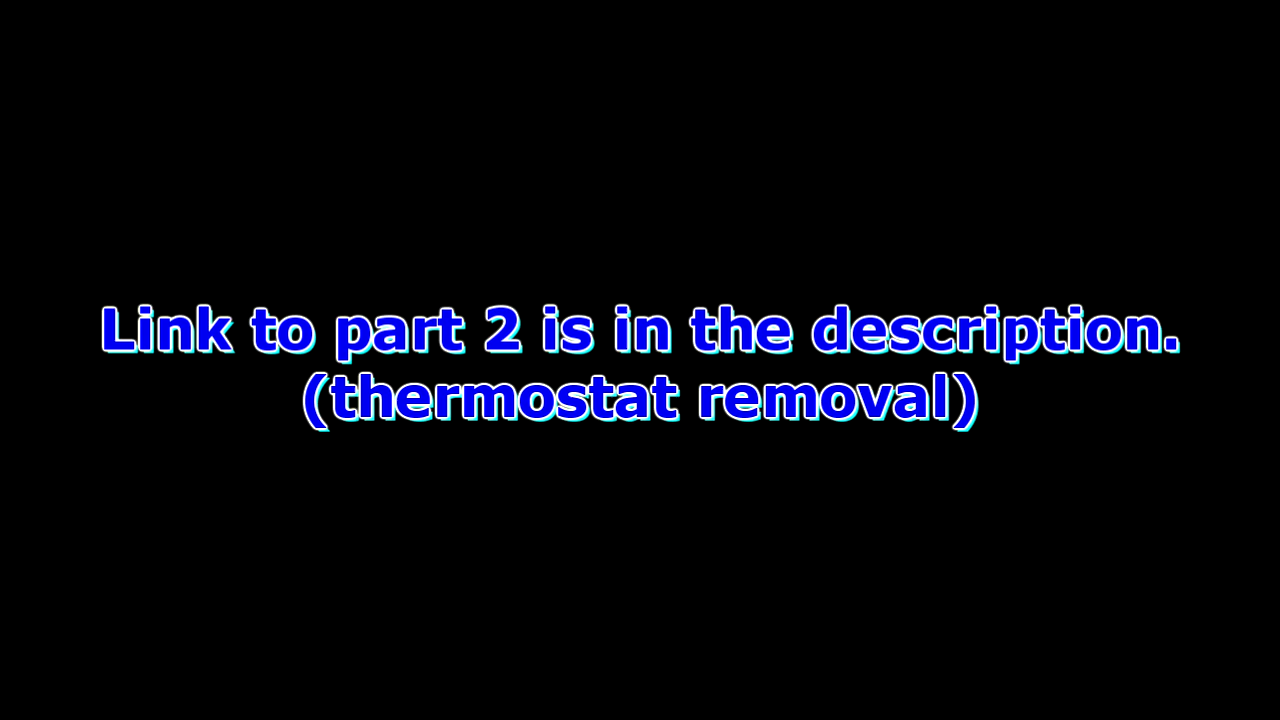 Link to part 2 is in the description.
(thermostat removal)